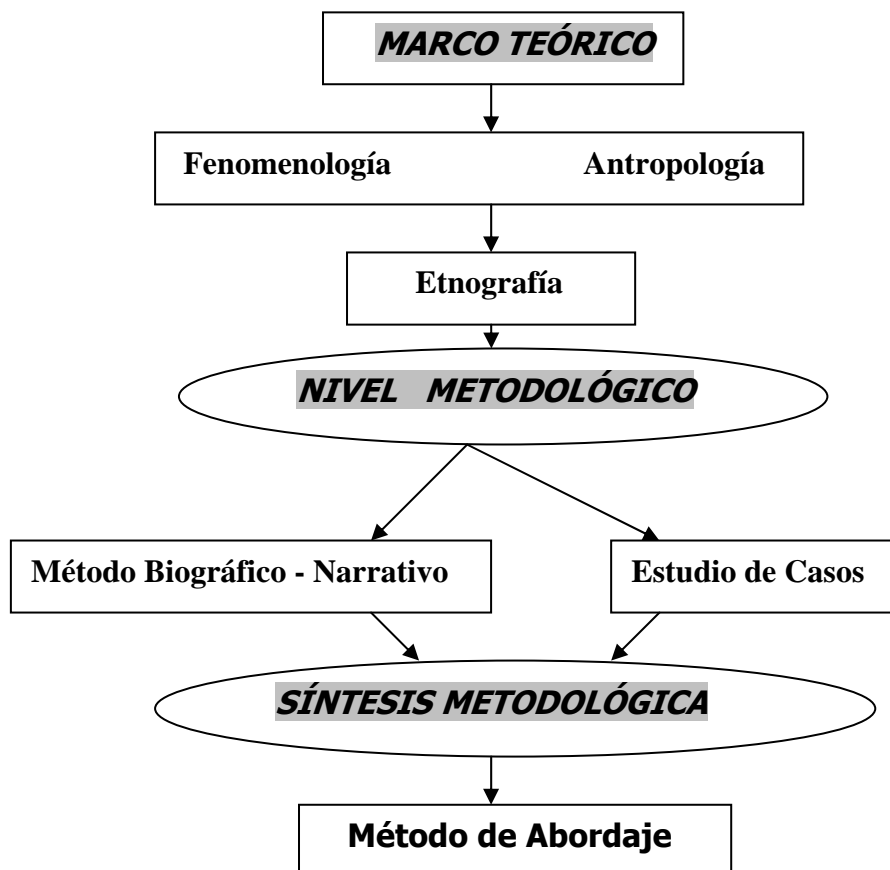 MARCO TEÓRICO
Fenomenología Antropología
Etnografía
NIVEL METODOLÓGICO
Método Biográfico - Narrativo Estudio de Casos
SÍNTESIS METODOLÓGICA
Método de Abordaje